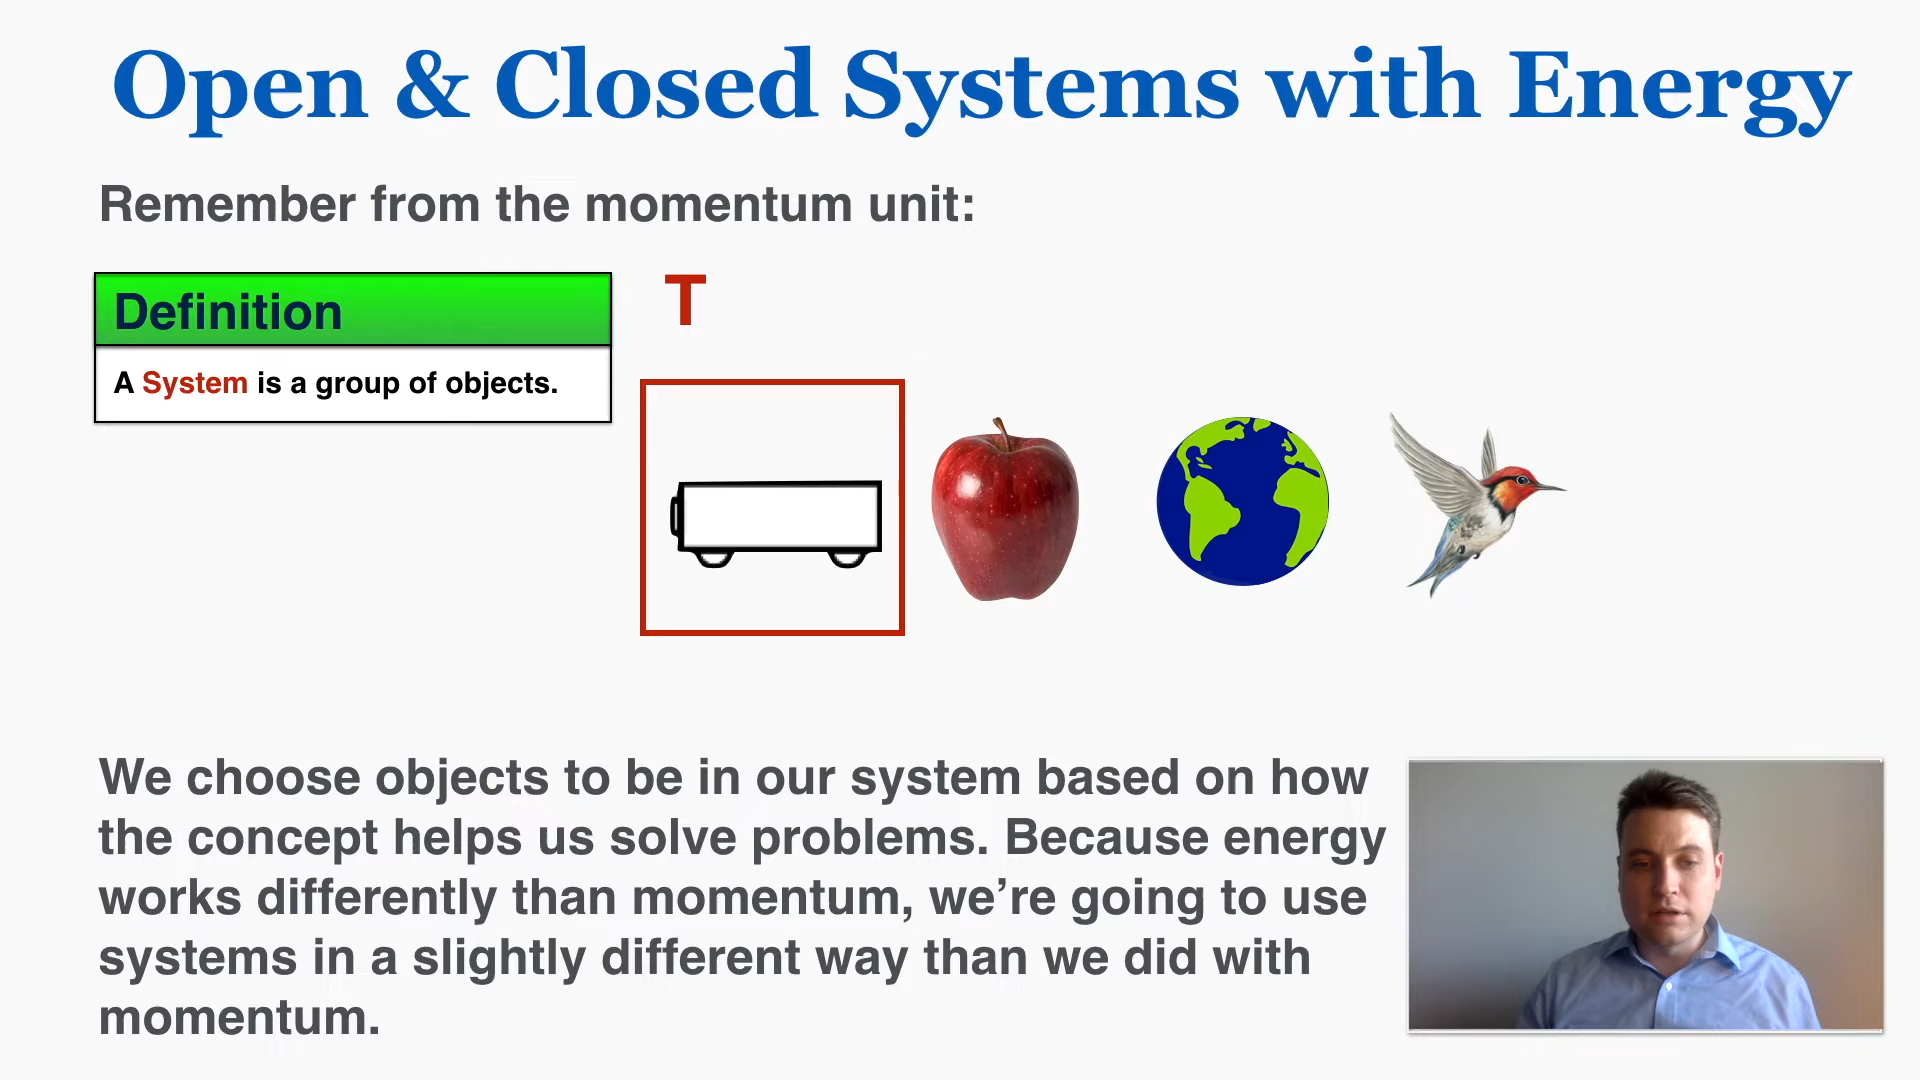 Open & Closed Systems with Energy
Remember from the momentum unit:
Definition
A System is a group of objects.
T
We choose objects to be in our system based on how
the concept helps us solve problems. Because energy
works differently than momentum, we’re going to use
systems in a slightly different way than we did with
momentum.